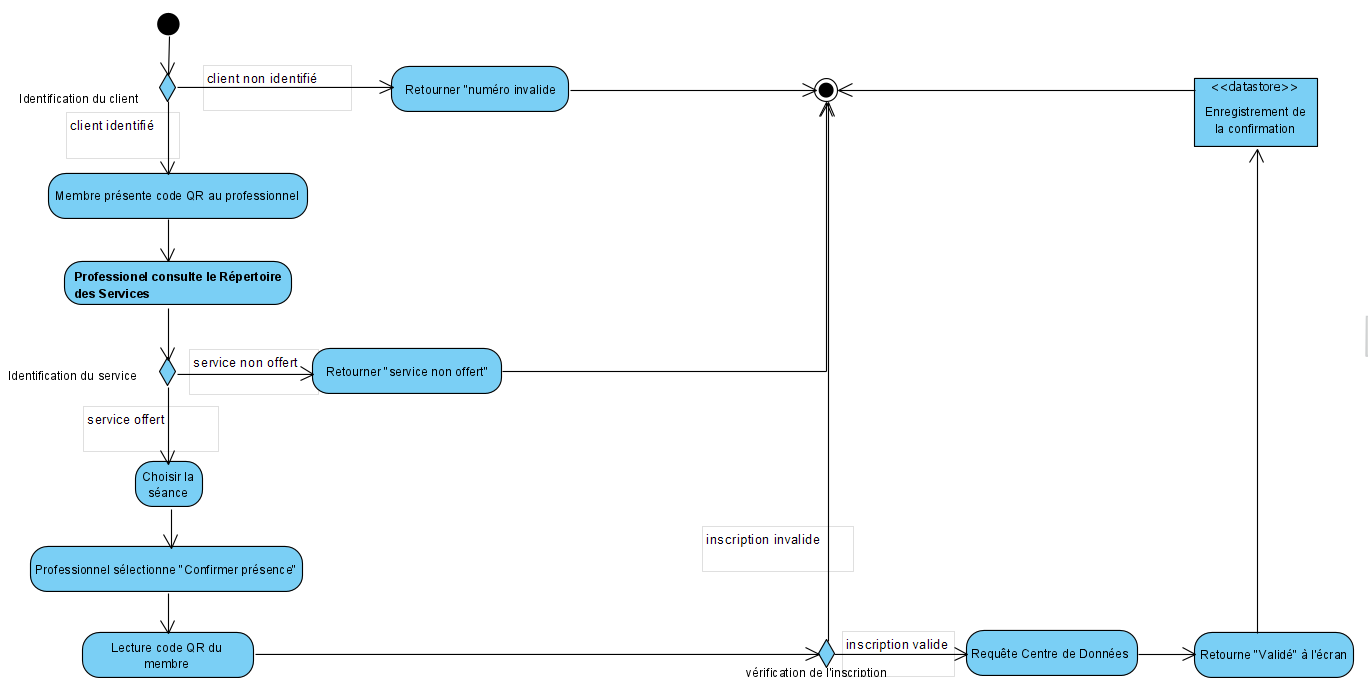 client non identifié
Retourner "numéro invalide
<<datastore>>
Enregistrement de
la confirmation
Identification du client
client identifié
Membre présente code QR au professionnel
Professionel consulte le Répertoire
des Services
service non offert
Retourner "service non offert"
Identification du service
service offert
Choisir la
séance
inscription invalide
Professionnel sélectionne "Confirmer présence"
Lecture code QR du
membre
inscription valide
Requête Centre de Données
Retourne "Validé" à l'écran
vérification de l'inscription